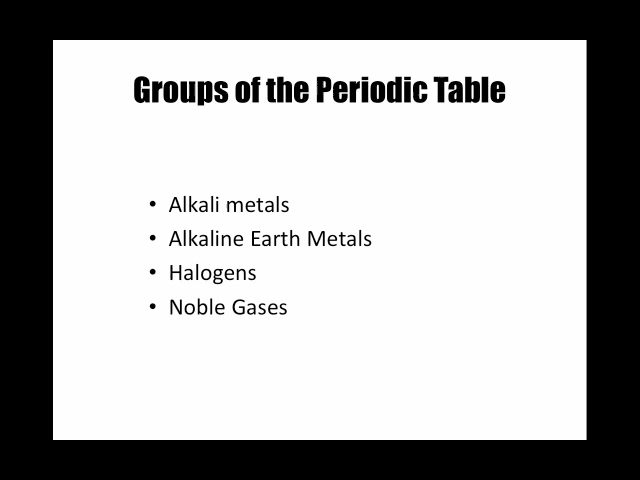 Groups of the Periodic Table
• Alkali metals
• Alkaline Earth Metals
• Halogens
• Noble Gases